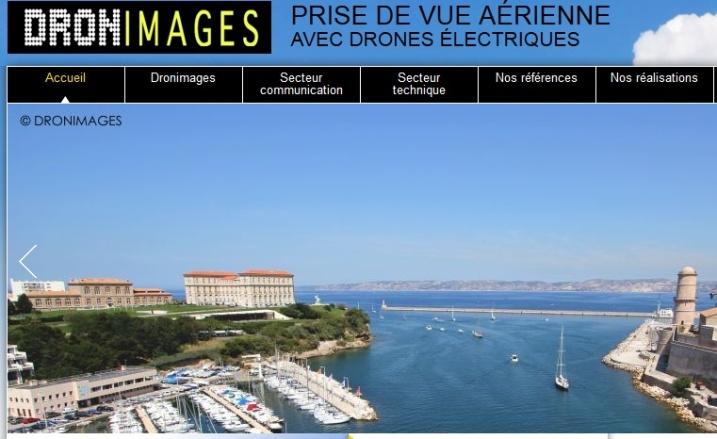 DRONIMAGES
PRISE DE VUE AÉRIENNE
AVEC DRONES ÉLECTRIQUES
Accueil
Dronimages
Secteur
communication
Secteur
technique
Nos références
Nos réalisations
© DRONIMAGES